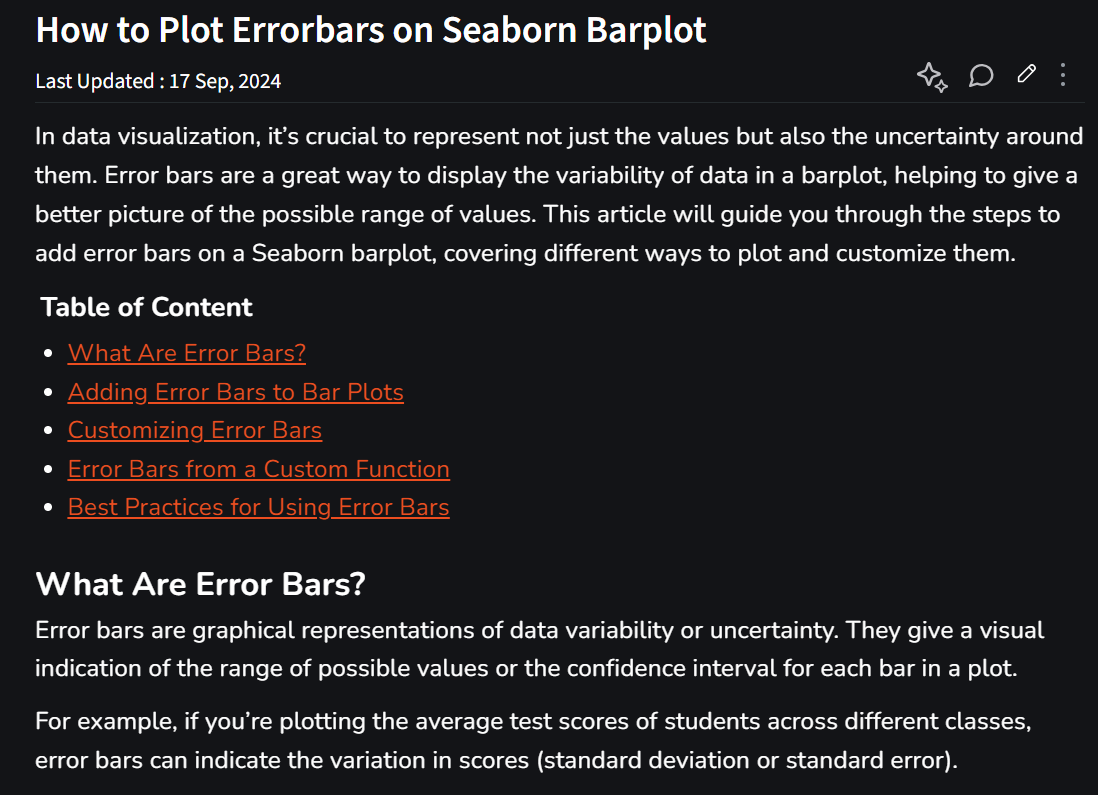 How to Plot Errorbars on Seaborn Barplot
Last Updated : 17 Sep, 2024
In data visualization, it’s crucial to represent not just the values but also the uncertainty around
them. Error bars are a great way to display the variability of data in a barplot, helping to give a
better picture of the possible range of values. This article will guide you through the steps to
add error bars on a Seaborn barplot, covering different ways to plot and customize them.
Table of Content
What Are Error Bars?
Adding Error Bars to Bar Plots
Customizing Error Bars
Error Bars from a Custom Function
Best Practices for Using Error Bars
What Are Error Bars?
Error bars are graphical representations of data variability or uncertainty. They give a visual
indication of the range of possible values or the confidence interval for each bar in a plot.
For example, if you’re plotting the average test scores of students across different classes,
error bars can indicate the variation in scores (standard deviation or standard error).